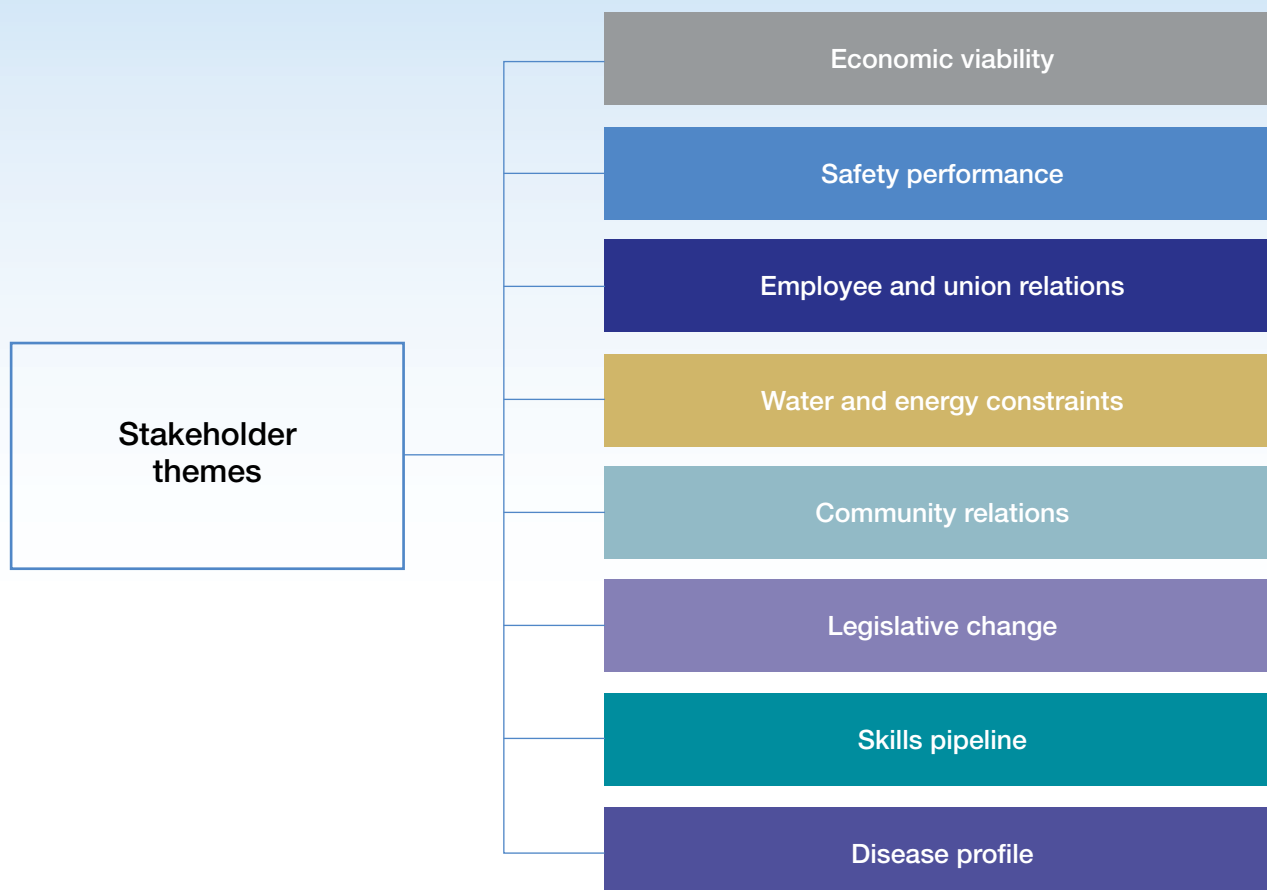 Stakeholder
themes
Economic viability
Safety performance
Employee and union relations
Water and energy constraints
Community relations
Legislative change
Skills pipeline
Disease profile